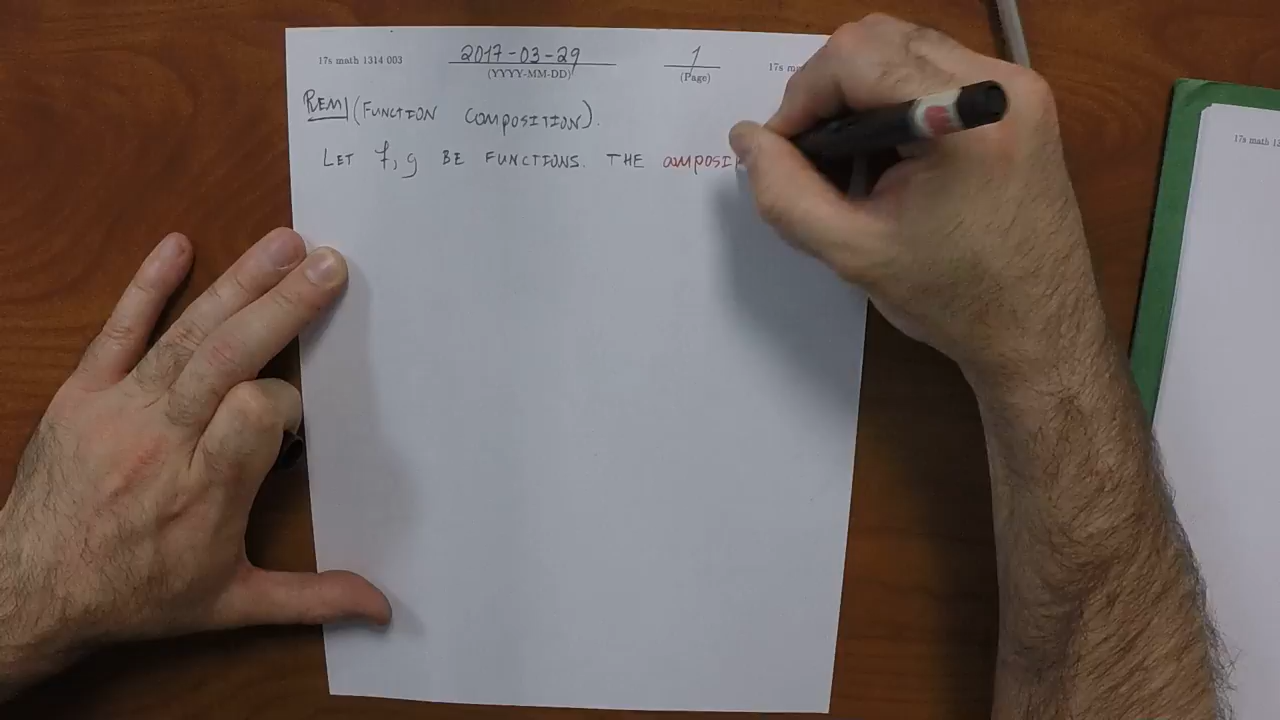 17s math 1314 003 2017-03-29 1
(YYYY-MM-DD) (Page)
REM (FUNCTION COMPOSITION).
LET f, g BE FUNCTIONS. THE
17s math